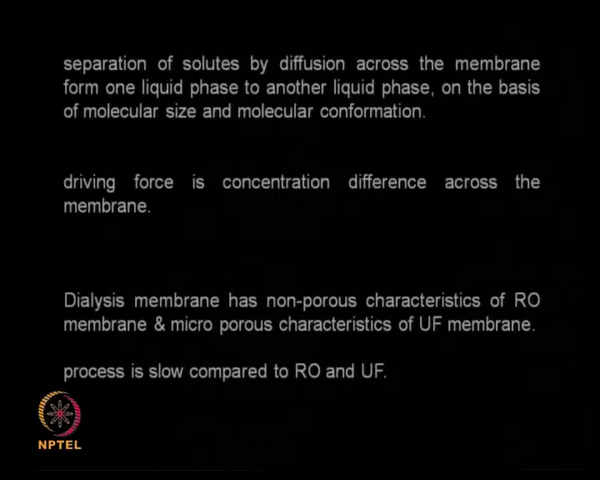 separation of solutes by diffusion across the membrane
form one liquid phase to another liquid phase, on the basis
of molecular size and molecular conformation.
driving force is concentration difference across the
membrane.
Dialysis membrane has non-porous characteristics of RO
membrane & micro porous characteristics of UF membrane.
process is slow compared to RO and UF.
NPTEL